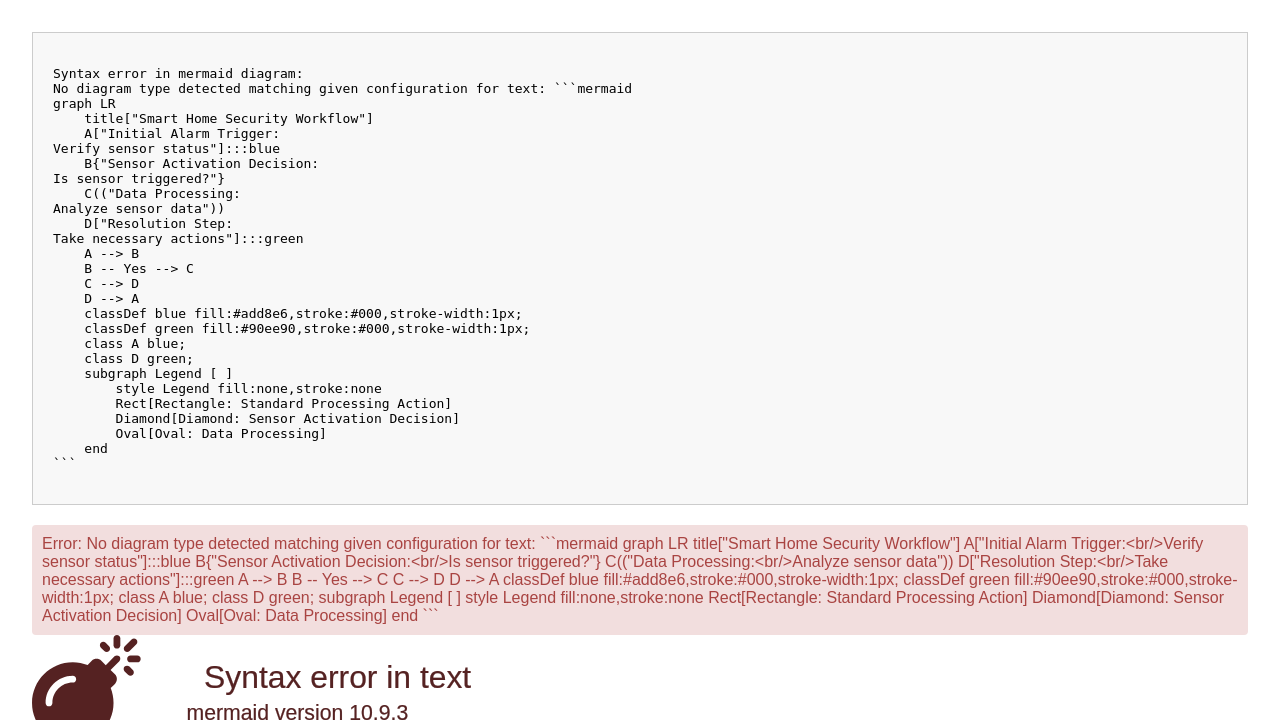 Syntax error in mermaid diagram:
No diagram type detected matching given configuration for text: ```mermaid
graph LR
    title["Smart Home Security Workflow"]
    A["Initial Alarm Trigger:
Verify sensor status"]:::blue
    B{"Sensor Activation Decision:
Is sensor triggered?"}
    C(("Data Processing:
Analyze sensor data"))
    D["Resolution Step:
Take necessary actions"]:::green
    A --> B
    B -- Yes --> C
    C --> D
    D --> A
    classDef blue fill:#add8e6,stroke:#000,stroke-width:1px;
    classDef green fill:#90ee90,stroke:#000,stroke-width:1px;
    class A blue;
    class D green;
    subgraph Legend [ ]
        style Legend fill:none,stroke:none
        Rect[Rectangle: Standard Processing Action]
        Diamond[Diamond: Sensor Activation Decision]
        Oval[Oval: Data Processing]
    end
```
Error: No diagram type detected matching given configuration for text: ```mermaid graph LR title["Smart Home Security Workflow"] A["Initial Alarm Trigger:<br/>Verify
sensor status"]:::blue B{"Sensor Activation Decision:<br/>Is sensor triggered?"} C(("Data Processing:<br/>Analyze sensor data")) D["Resolution Step:<br/>Take
necessary actions"]:::green A --> B B -- Yes --> C C --> D D --> A classDef blue fill:#add8e6,stroke:#000,stroke-width:1px; classDef green fill:#90ee90,stroke:#000,stroke-
width:1px; class A blue; class D green; subgraph Legend [ ] style Legend fill:none,stroke:none Rect[Rectangle: Standard Processing Action] Diamond[Diamond: Sensor
Activation Decision] Oval[Oval: Data Processing] end ```
Syntax error in text
mermaid version 10.9.3